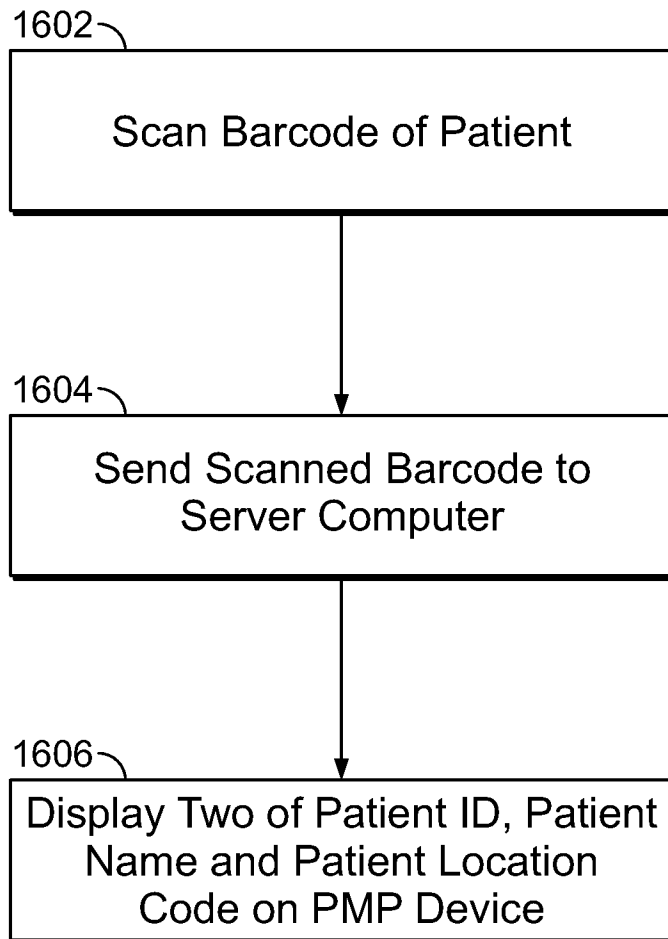 1602
Scan Barcode of Patient
1604
Send Scanned Barcode to
Server Computer
1606
Display Two of Patient ID, Patient
Name and Patient Location
Code on PMP Device